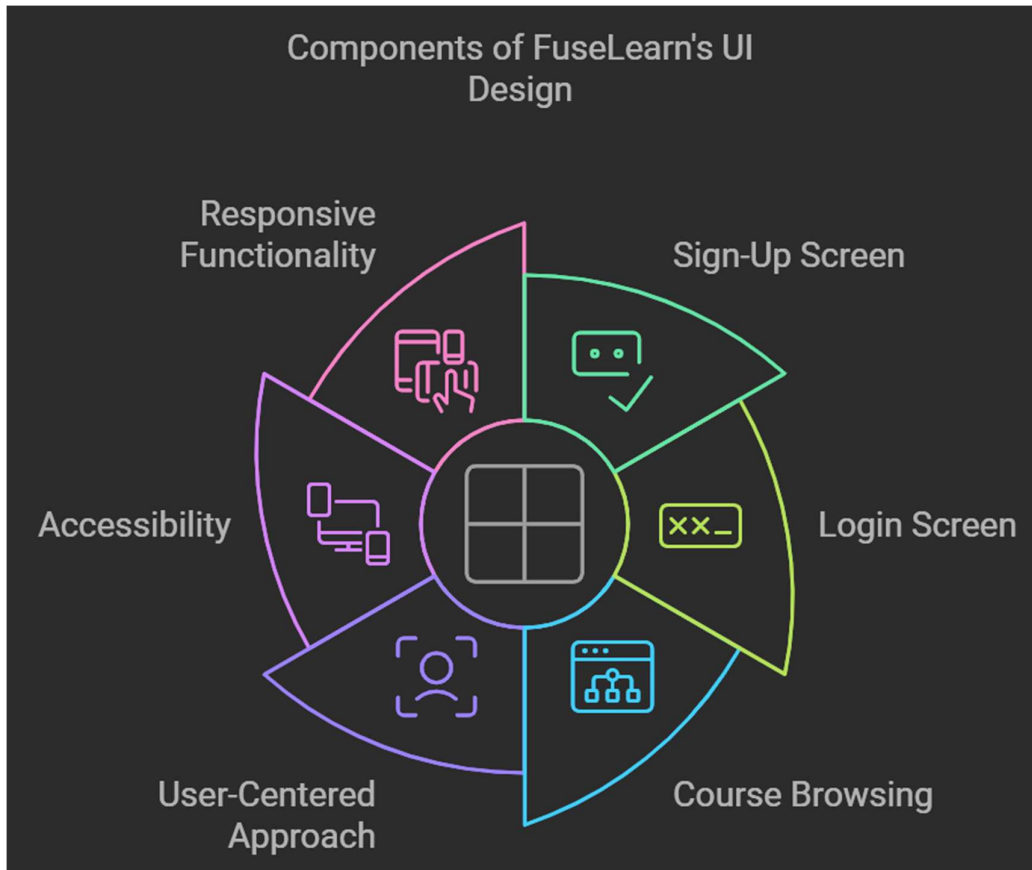 Components of FuseLearn's UI
Design
Responsive
Functionality
Sign-Up Screen
Accessibility
Login Screen
User-Centered
Approach
Course Browsing